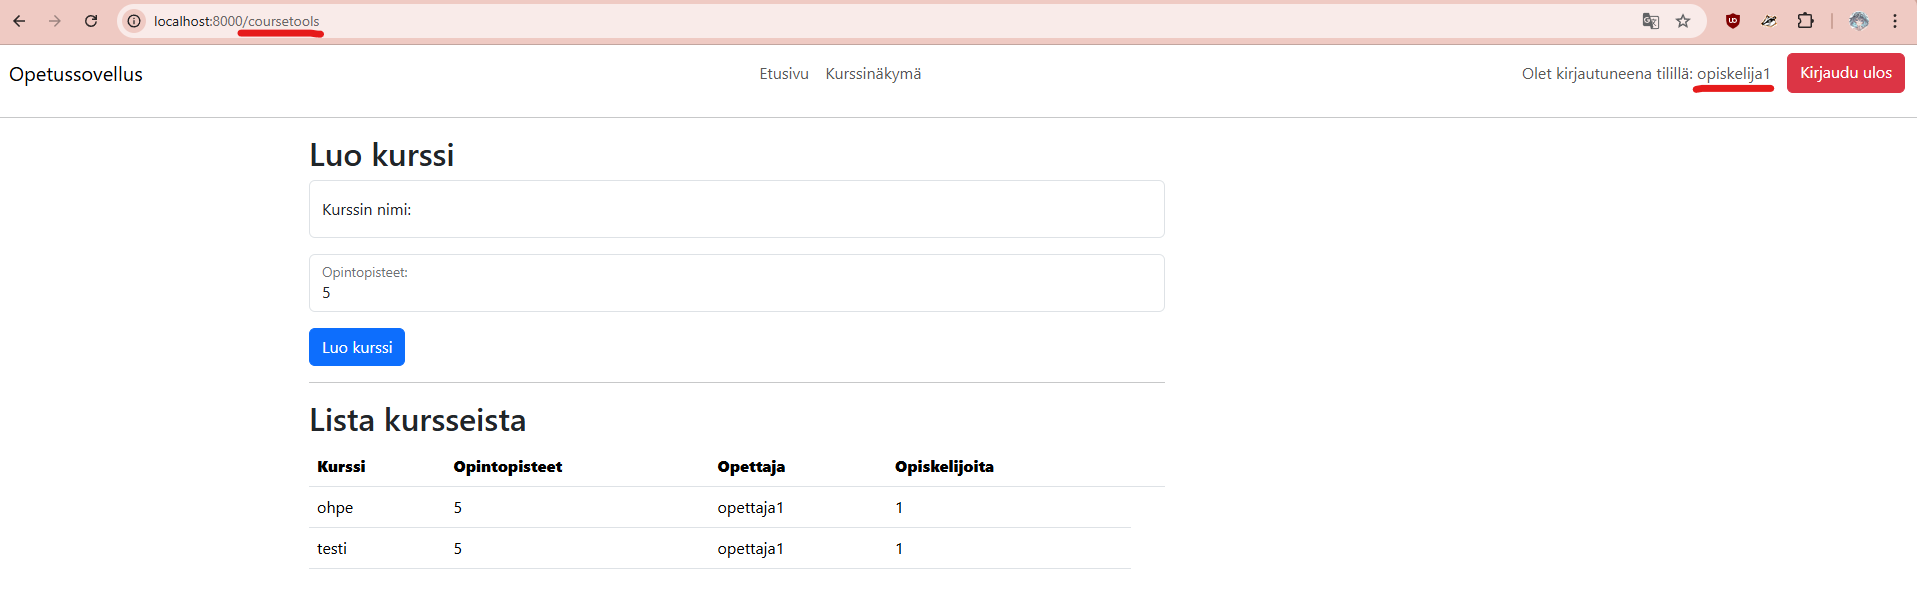 localhost:8000/coursetools
Opetussovellus
Etusivu Kurssinäkymä
Olet kirjautuneena tilillä: opiskelija1
Kirjaudu ulos
Luo kurssi
Kurssin nimi:
Opintopisteet:
5
Luo kurssi
Lista kursseista
Kurssi Opintopisteet Opettaja Opiskelijoita
ohpe 5 opettaja1 1
testi 5 opettaja1 1